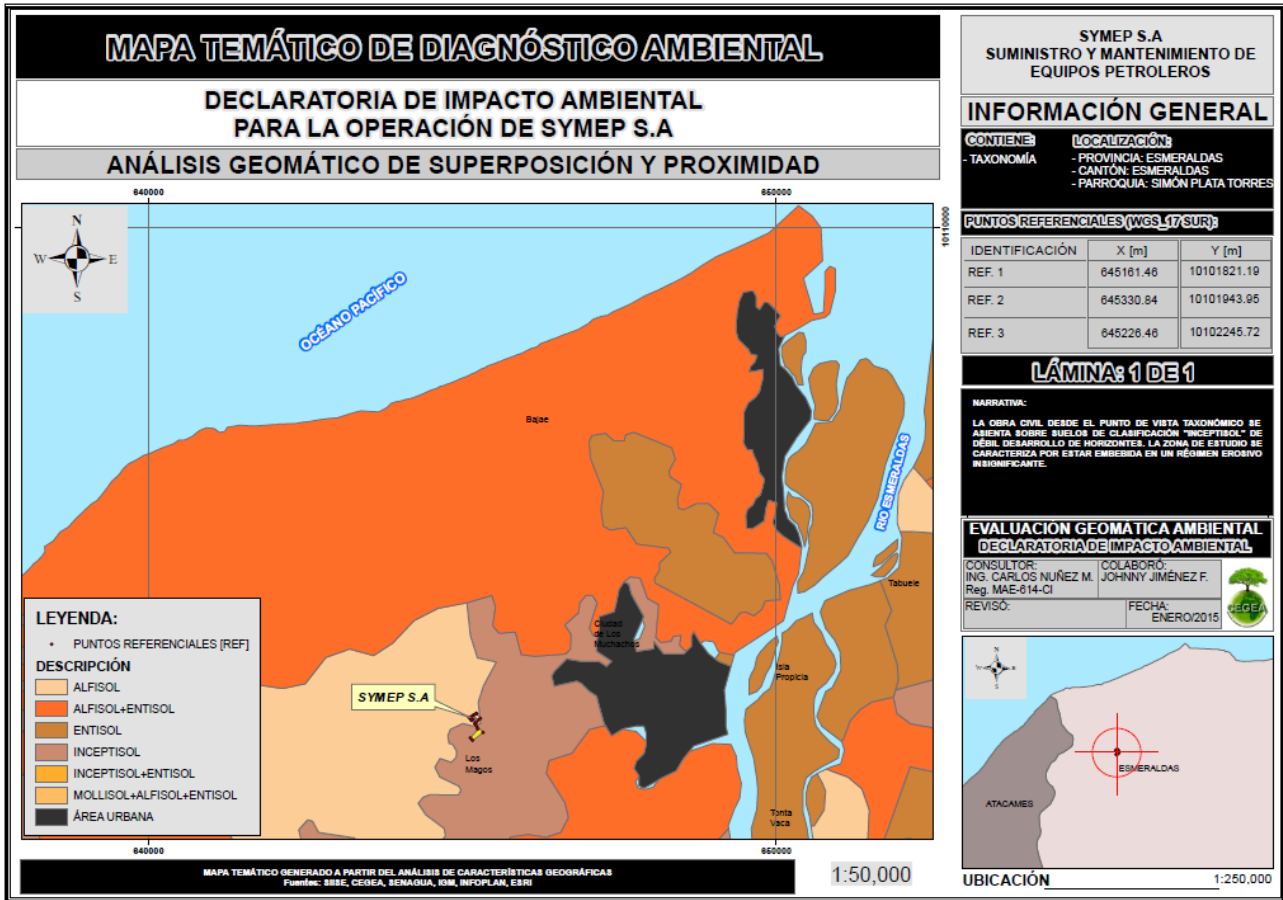 MAPA TEMÁTICO DE DIAGNÓSTICO AMBIENTAL
DECLARATORIA DE IMPACTO AMBIENTAL
PARA LA OPERACIÓN DE SYMEP S.A
ANÁLISIS GEOMÁTICO DE SUPERPOSICIÓN Y PROXIMIDAD
640000
650000
10110000
N
W
E
S
OCÉANO PACÍFICO
Bajae
RIO ESMERALDAS
Tabuele
Ciudad
de Los
Muchachos
Isla
Propicia
SYMEP S.A
Los
Magos
Tonta
Vaca
LEYENDA:
PUNTOS REFERENCIALES [REF]
DESCRIPCIÓN
ALFISOL
ALFISOL+ENTISOL
ENTISOL
INCEPTISOL
INCEPTISOL+ENTISOL
MOLLISOL+ALFISOL+ENTISOL
ÁREA URBANA
640000
650000
MAPA TEMÁTICO GENERADO A PARTIR DEL ANÁLISIS DE CARACTERÍSTICAS GEOGRÁFICAS
Fuentes: SIISE, CEGEA, SENAGUA, IGM, INFOPLAN, ESRI
1:50,000
SYMEP S.A
SUMINISTRO Y MANTENIMIENTO DE
EQUIPOS PETROLEROS
INFORMACIÓN GENERAL
CONTIENE:
- TAXONOMÍA
LOCALIZACIÓN:
- PROVINCIA: ESMERALDAS
- CANTÓN: ESMERALDAS
- PARROQUIA: SIMÓN PLATA TORRES
PUNTOS REFERENCIALES (WGS_17 SUR):
IDENTIFICACIÓN X [m] Y [m]
REF. 1 645161.46 10101821.19
REF. 2 645330.84 10101943.95
REF. 3 645226.46 10102245.72
LÁMINA: 1 DE 1
NARRATIVA:
LA OBRA CIVIL DESDE EL PUNTO DE VISTA TAXONÓMICO SE
ASIENTA SOBRE SUELOS DE CLASIFICACIÓN "INCEPTISOL" DE
DÉBIL DESARROLLO DE HORIZONTES. LA ZONA DE ESTUDIO SE
CARACTERIZA POR ESTAR EMBEBIDA EN UN RÉGIMEN EROSIVO
INSIGNIFICANTE.
EVALUACIÓN GEOMÁTICA AMBIENTAL
DECLARATORIA DE IMPACTO AMBIENTAL
CONSULTOR:
ING. CARLOS NUÑEZ M.
Reg. MAE-614-CI
COLABORÓ:
JOHNNY JIMÉNEZ F.
REVISÓ:
FECHA:
ENERO/2015
CEGEA
N
W
E
S
ESMERALDAS
ATACAMES
UBICACIÓN
1:250,000